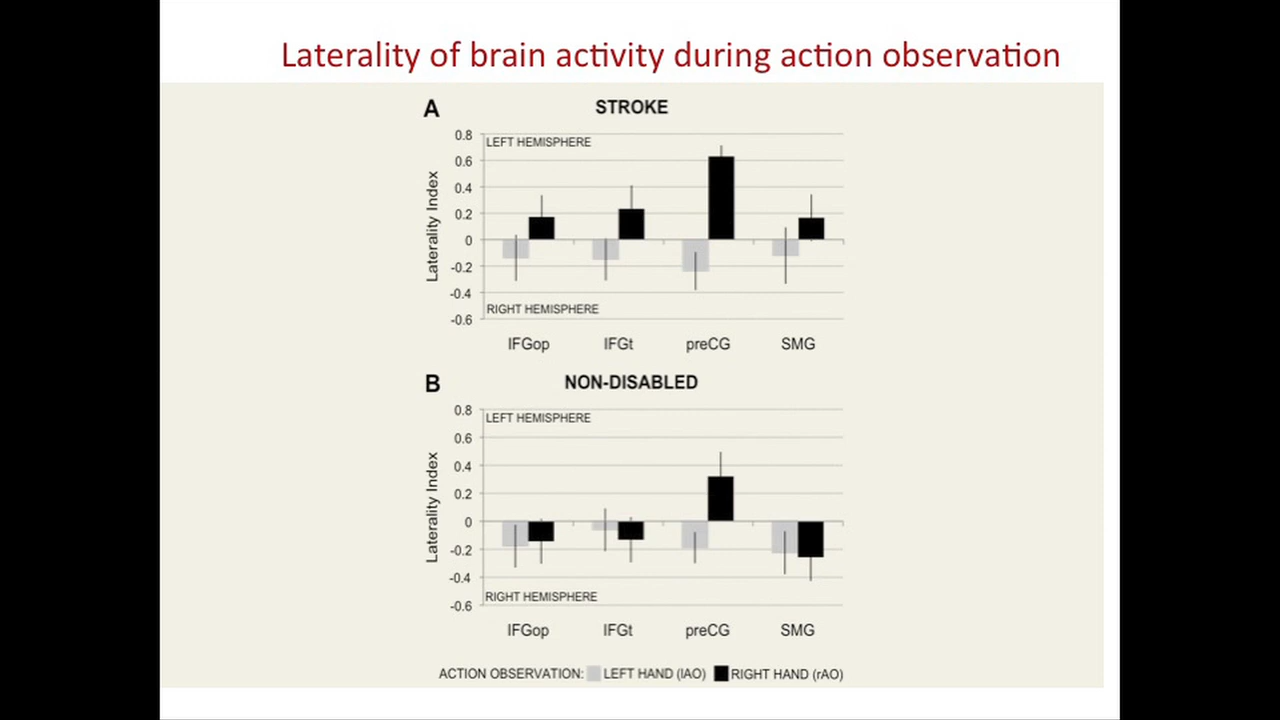 Laterality of brain activity during action observation
A
STROKE
LEFT HEMISPHERE
Laterality Index
0.8
0.6
0.4
0.2
0
-0.2
-0.4
-0.6
RIGHT HEMISPHERE
IFGop IFGt preCG SMG
B
NON-DISABLED
LEFT HEMISPHERE
Laterality Index
0.8
0.6
0.4
0.2
0
-0.2
-0.4
-0.6
RIGHT HEMISPHERE
IFGop IFGt preCG SMG
ACTION OBSERVATION: LEFT HAND (lAO) RIGHT HAND (rAO)